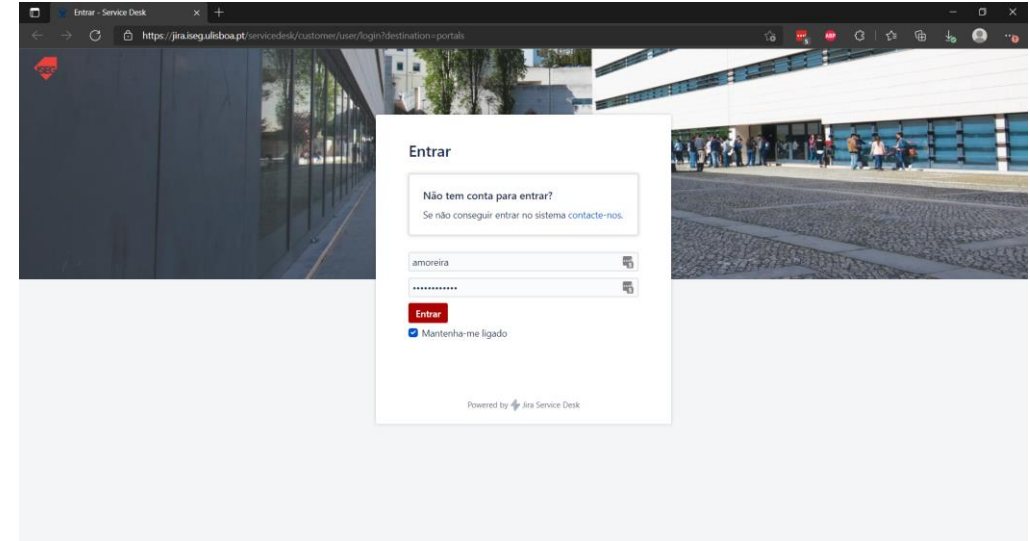 Entrar - Service Desk
https://jira.iseg.ulisboa.pt/servicedesk/customer/user/login?destination=portals
ABP
Entrar
Não tem conta para entrar?
Se não conseguir entrar no sistema contacte-nos.
amoreira
••••••••••••
Entrar
Mantenha-me ligado
Powered by Jira Service Desk